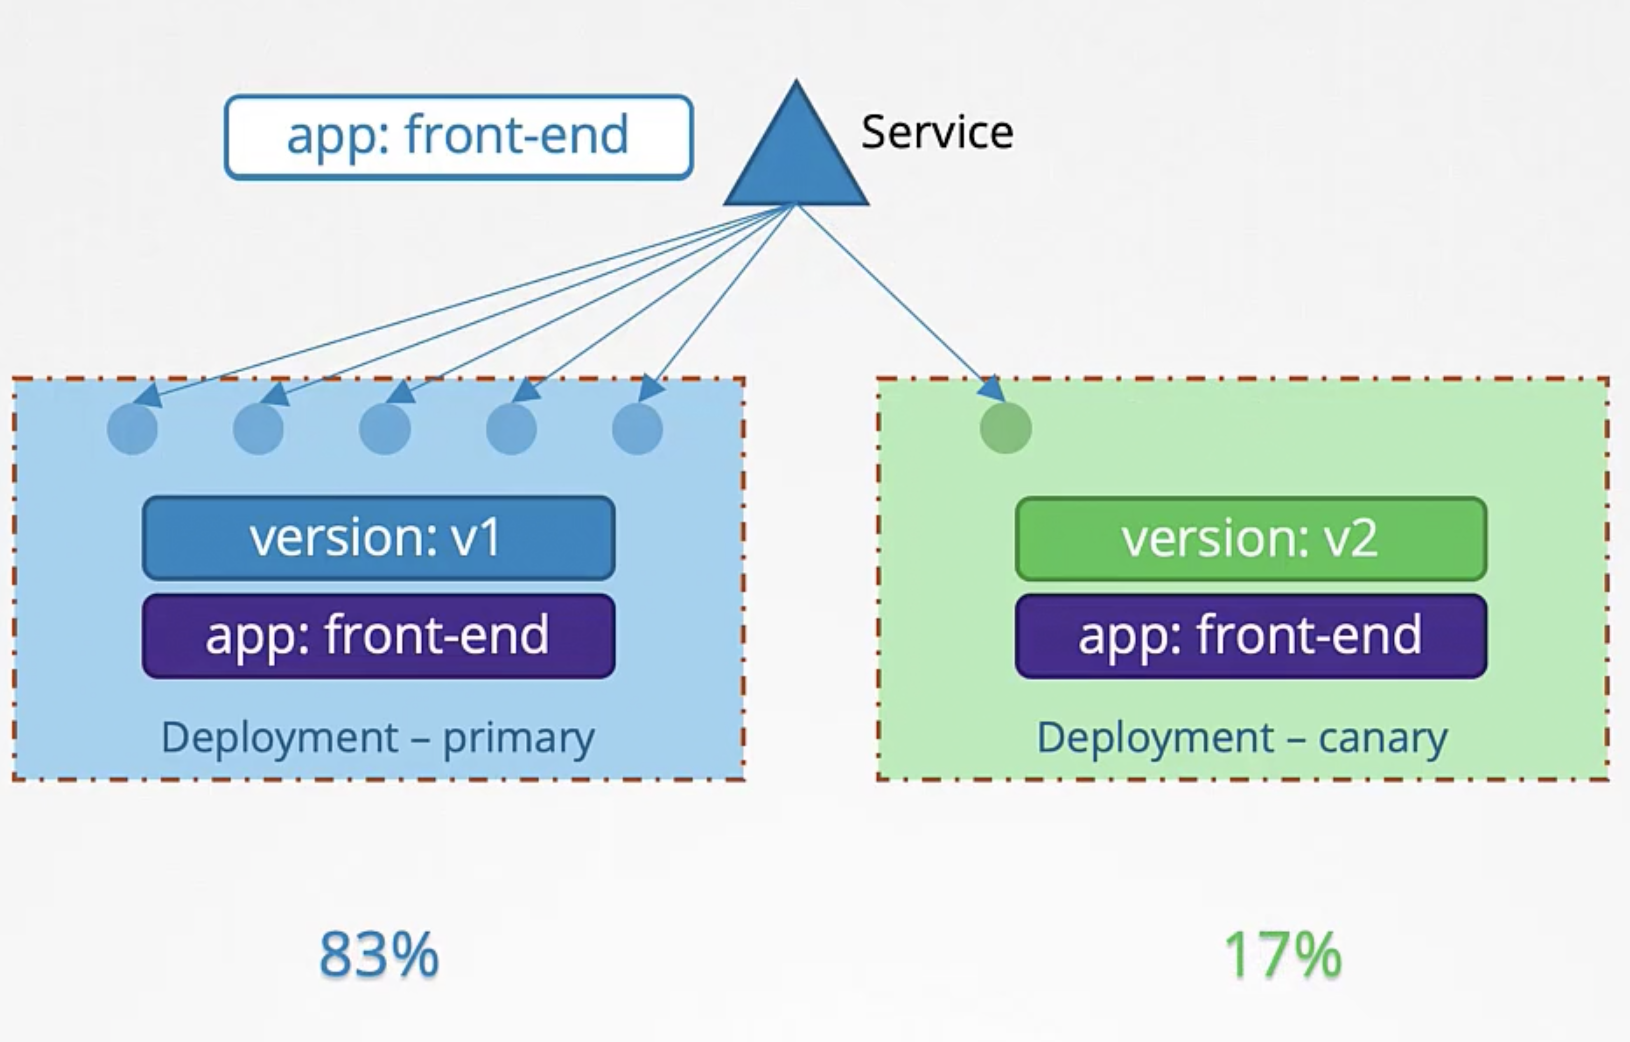 app: front-end
Service
version: v1
app: front-end
Deployment – primary
version: v2
app: front-end
Deployment – canary
83%
17%